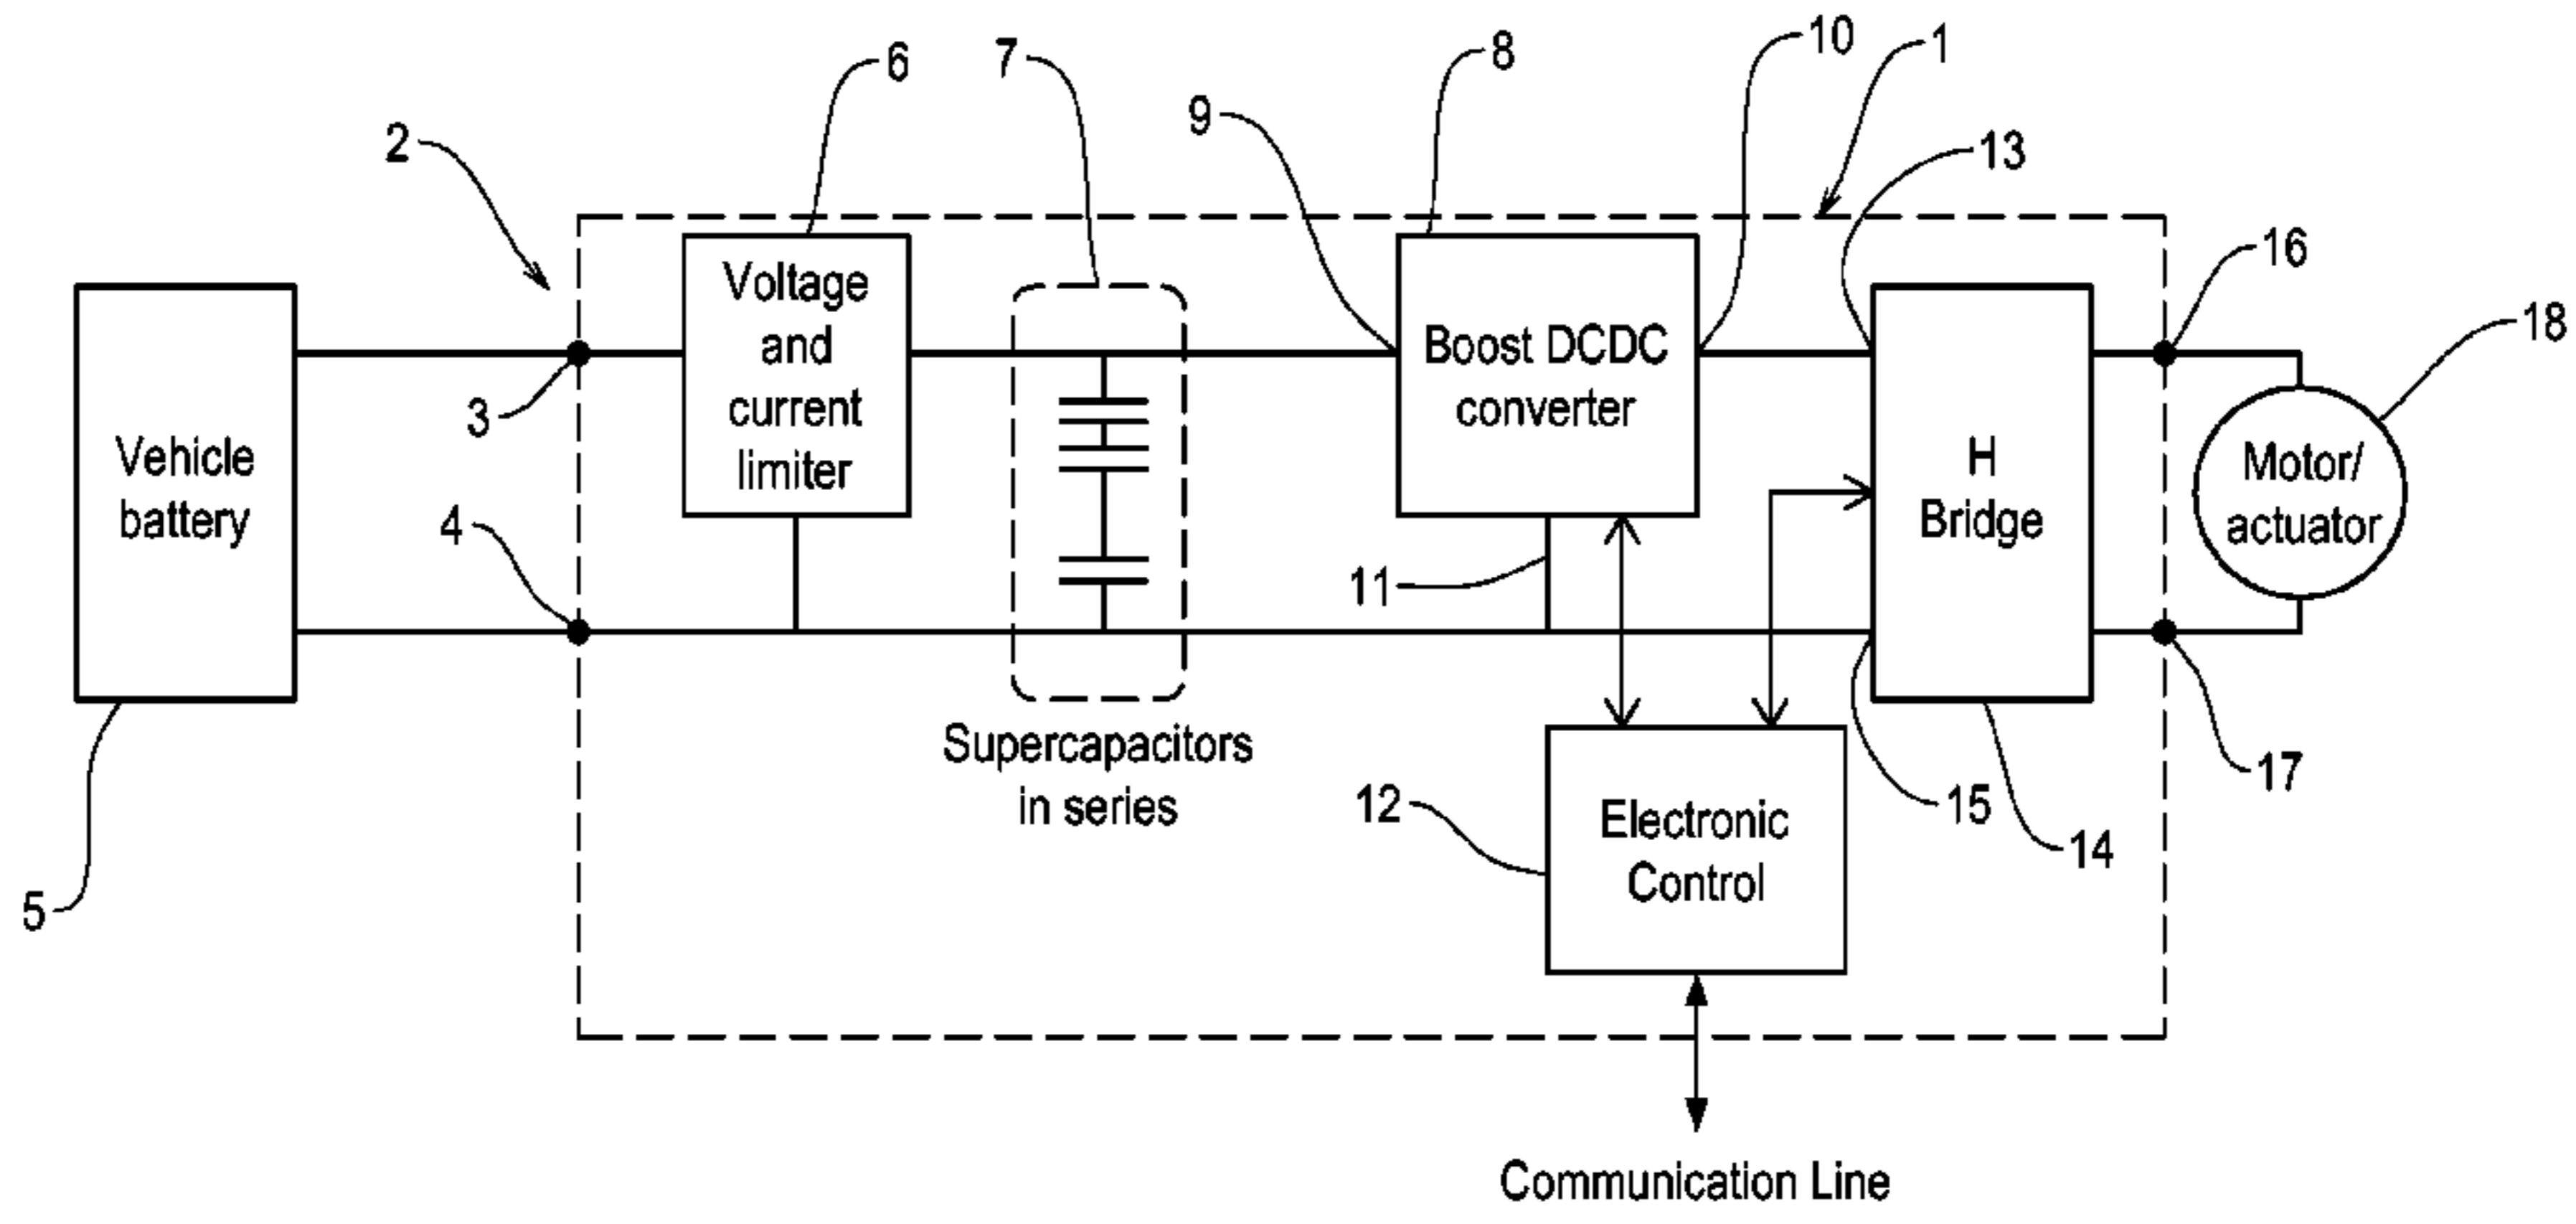 6
7
8
10
1
9
2
13
16
18
Voltage
and
current
limiter
Boost DCDC
converter
3
Vehicle
battery
H
Bridge
Motor/
actuator
4
11
Supercapacitors
in series
17
12
15
14
Electronic
Control
5
Communication Line